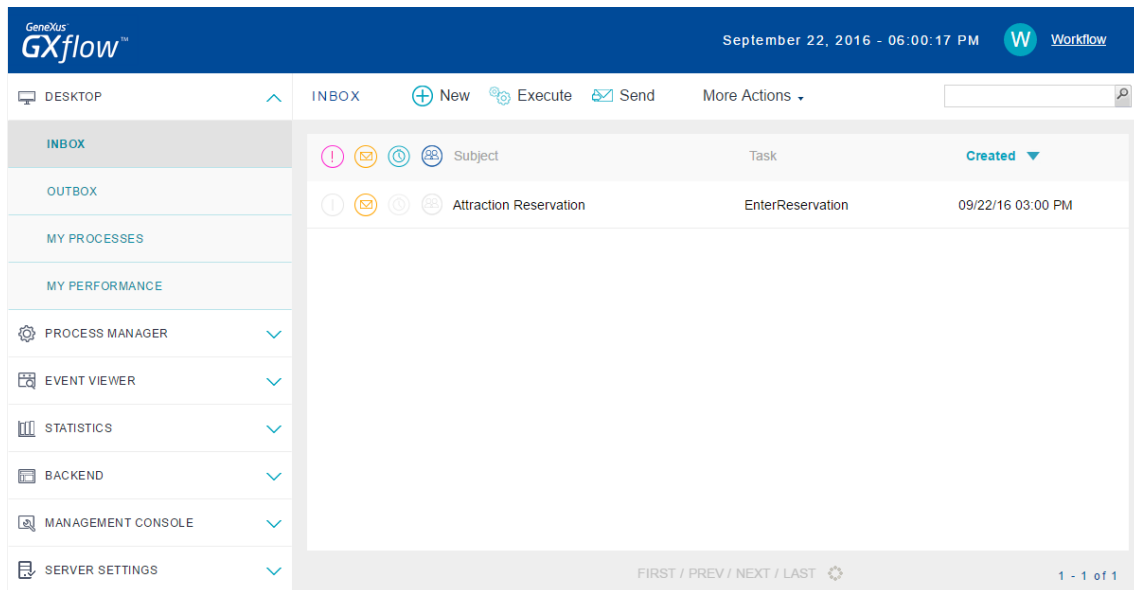 GeneXus™
GXflow™
September 22, 2016 - 06:00:17 PM W Workflow
DESKTOP
INBOX New Execute Send More Actions
INBOX
OUTBOX
MY PROCESSES
MY PERFORMANCE
PROCESS MANAGER
EVENT VIEWER
STATISTICS
BACKEND
MANAGEMENT CONSOLE
SERVER SETTINGS
Subject Task Created
Attraction Reservation EnterReservation 09/22/16 03:00 PM
FIRST / PREV / NEXT / LAST
1 - 1 of 1